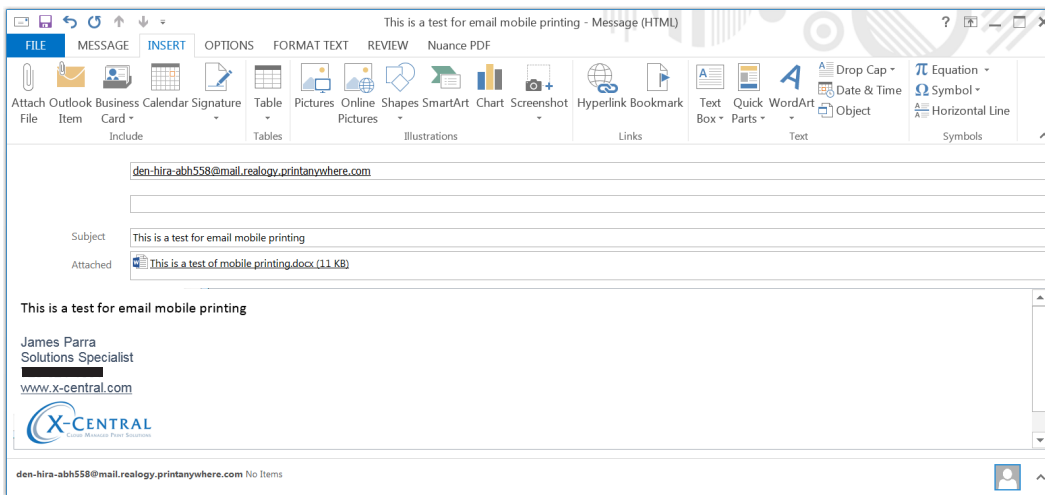 This is a test for email mobile printing - Message (HTML)
FILE MESSAGE INSERT OPTIONS FORMAT TEXT REVIEW Nuance PDF
Attach File
Outlook Item
Business Card
Calendar
Signature
Include
Table
Tables
Pictures
Online Pictures
Shapes
SmartArt
Chart
Screenshot
Illustrations
Hyperlink
Bookmark
Links
A
Text Box
Quick Parts
A
WordArt
Drop Cap
Date & Time
Object
Text
π Equation
Ω Symbol
Horizontal Line
Symbols
den-hira-abh558@mail.realogy.printanywhere.com
Subject This is a test for email mobile printing
Attached This is a test of mobile printing.docx (11 KB)
This is a test for email mobile printing
James Parra
Solutions Specialist
www.x-central.com
X-CENTRAL
CLOUD MANAGED PRINT SOLUTIONS
den-hira-abh558@mail.realogy.printanywhere.com No Items